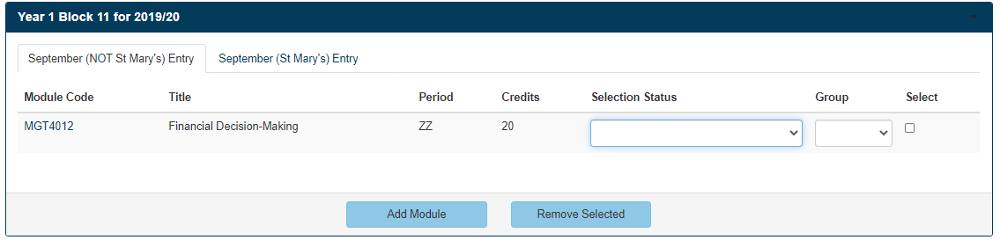 Year 1 Block 11 for 2019/20
September (NOT St Mary's) Entry September (St Mary's) Entry
Module Code Title Period Credits Selection Status Group Select
MGT4012 Financial Decision-Making ZZ 20
Add Module Remove Selected